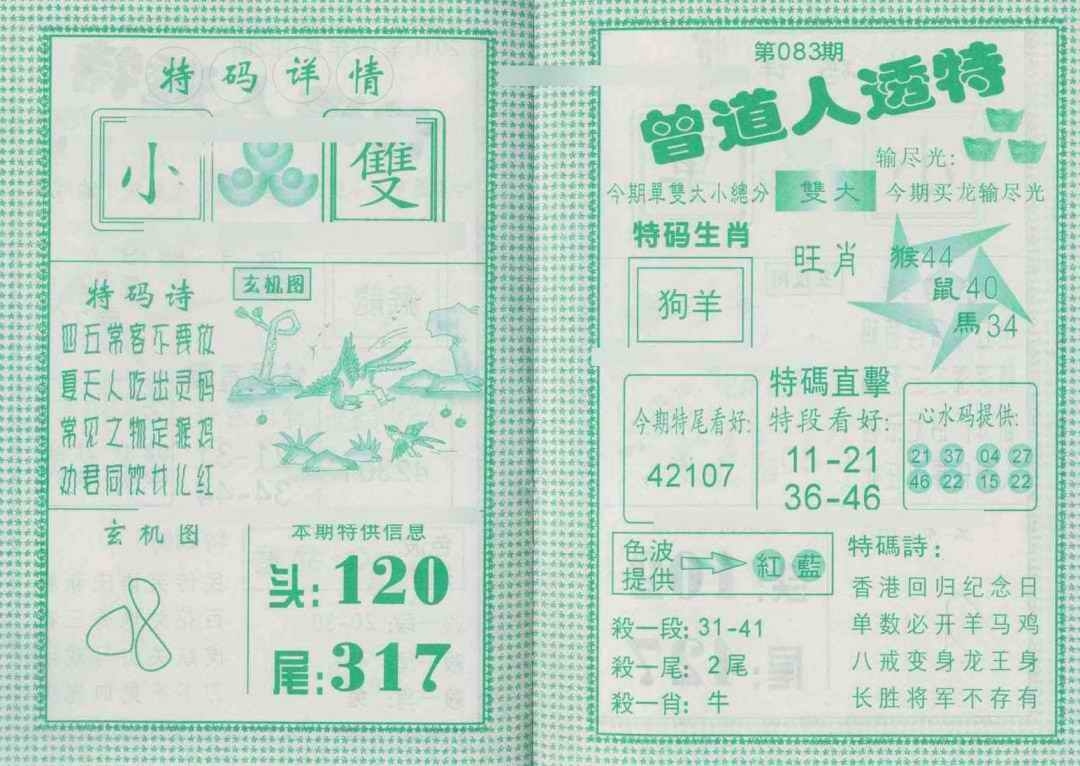 特码详情
小 雙
特码诗
玄机图
四五常客不要放
夏天人吃出灵码
常见之物定猴鸡
劝君同饮女儿红
玄机图
本期特供信息
头:120
尾:317
第083期
曾道人透特
输尽光:
今期單雙大小總分 雙大 今期买龙输尽光
特码生肖
狗羊
旺肖
猴44
鼠40
馬34
今期特尾看好:
42107
特碼直擊
特段看好:
11-21
36-46
心水码提供:
21 37 04 27
46 22 15 22
色波提供 紅 藍
殺一段: 31-41
殺一尾: 2尾
殺一肖: 牛
特碼詩:
香港回归纪念日
单数必开羊马鸡
八戒变身龙王身
长胜将军不存有